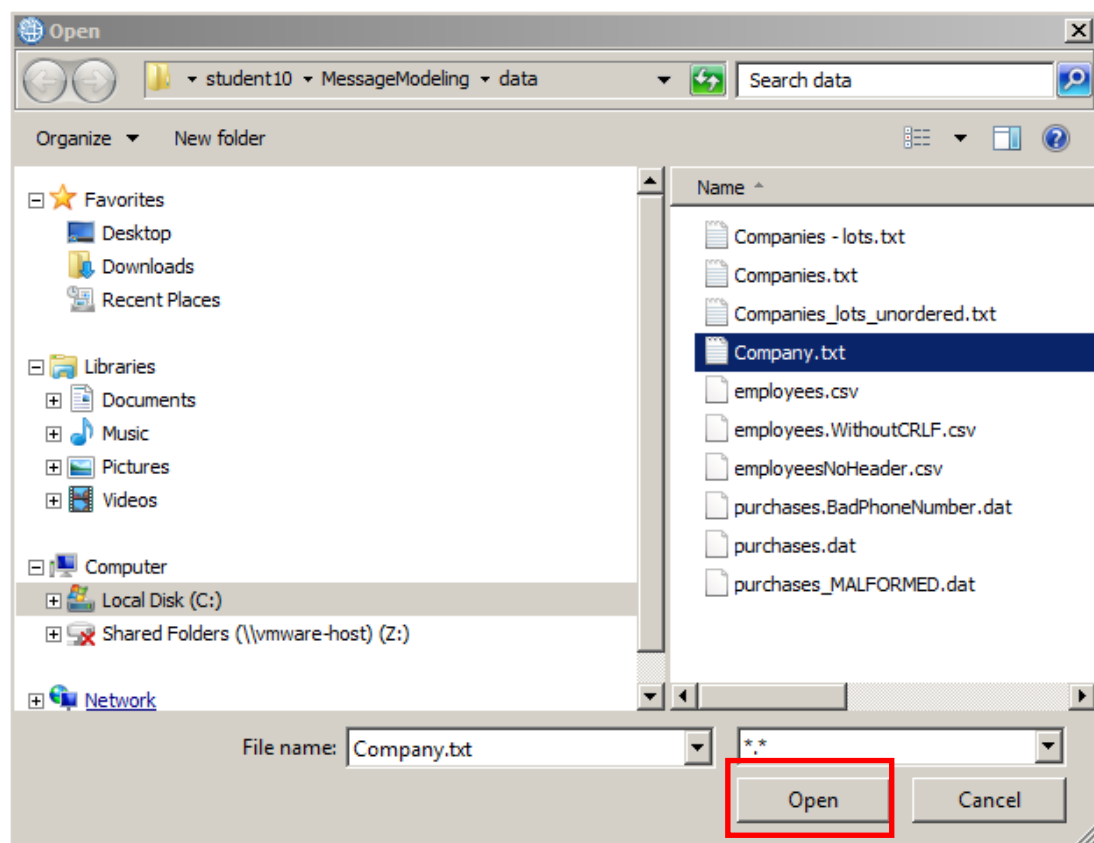 Open
student10 MessageModeling data
Search data
Organize New folder
Favorites
Desktop
Downloads
Recent Places
Libraries
Documents
Music
Pictures
Videos
Computer
Local Disk (C:)
Shared Folders (\\vmware-host) (Z:)
Network
Name
Companies - lots.txt
Companies.txt
Companies_lots_unordered.txt
Company.txt
employees.csv
employees.WithoutCRLF.csv
employeesNoHeader.csv
purchases.BadPhoneNumber.dat
purchases.dat
purchases_MALFORMED.dat
File name: Company.txt *.*
Open Cancel